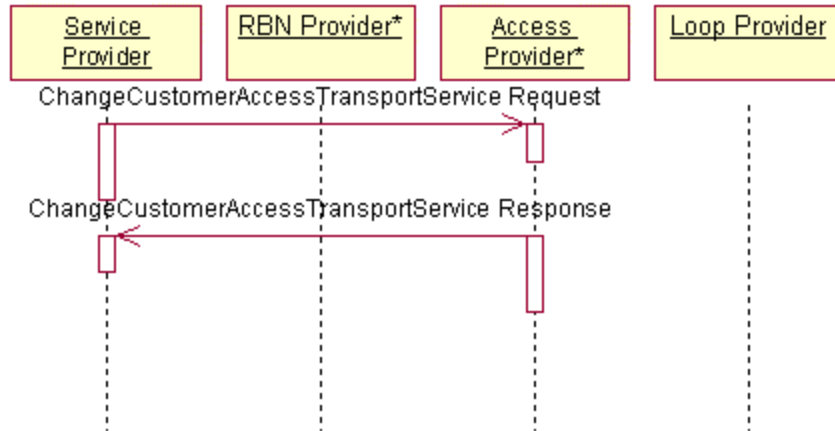 Service
Provider
RBN Provider*
Access
Provider*
Loop Provider
ChangeCustomerAccessTransportService Request
ChangeCustomerAccessTransportService Response